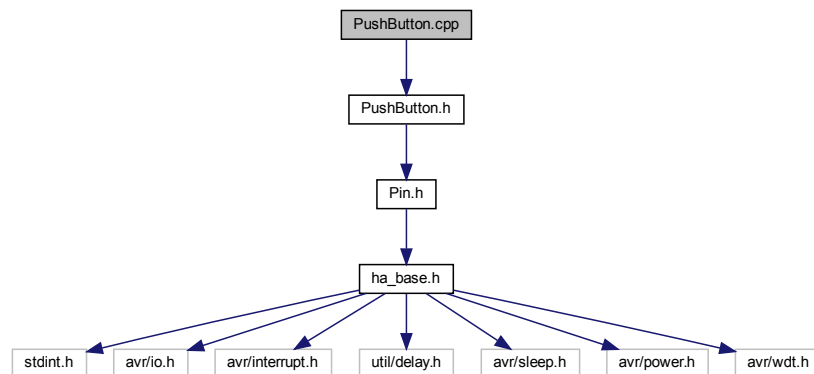 PushButton.cpp
PushButton.h
Pin.h
ha_base.h
stdint.h
avr/io.h
avr/interrupt.h
util/delay.h
avr/sleep.h
avr/power.h
avr/wdt.h